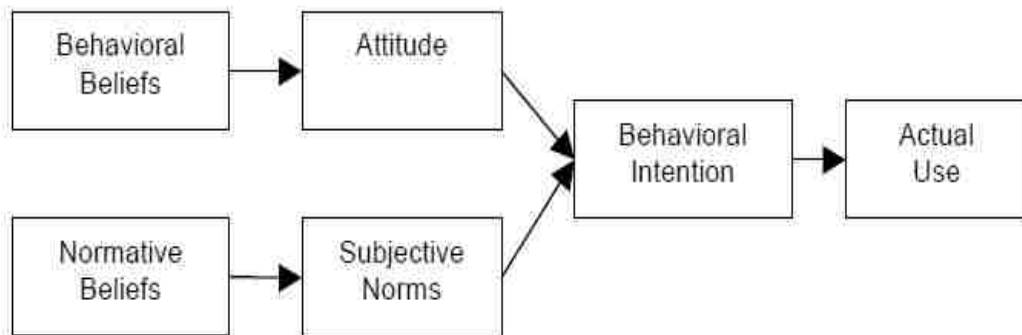 Behavioral
Beliefs
Attitude
Behavioral
Intention
Actual
Use
Normative
Beliefs
Subjective
Norms